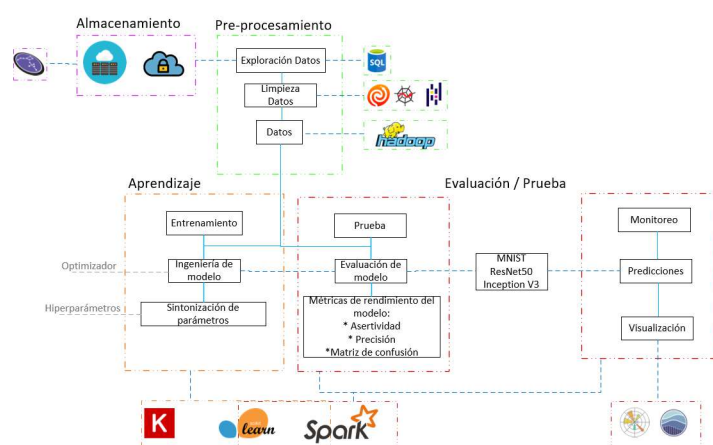 Almacenamiento
Pre-procesamiento
Exploración Datos
SQL
Limpieza
Datos
Datos
hadoop
Aprendizaje
Evaluación / Prueba
Entrenamiento
Prueba
Monitoreo
Optimizador
Ingeniería de
modelo
Evaluación de
modelo
MNIST
ResNet50
Inception V3
Predicciones
Hiperparámetros
Sintonización de
parámetros
Métricas de rendimiento del
modelo:
* Asertividad
* Precisión
*Matriz de confusión
Visualización
K
learn
Spark